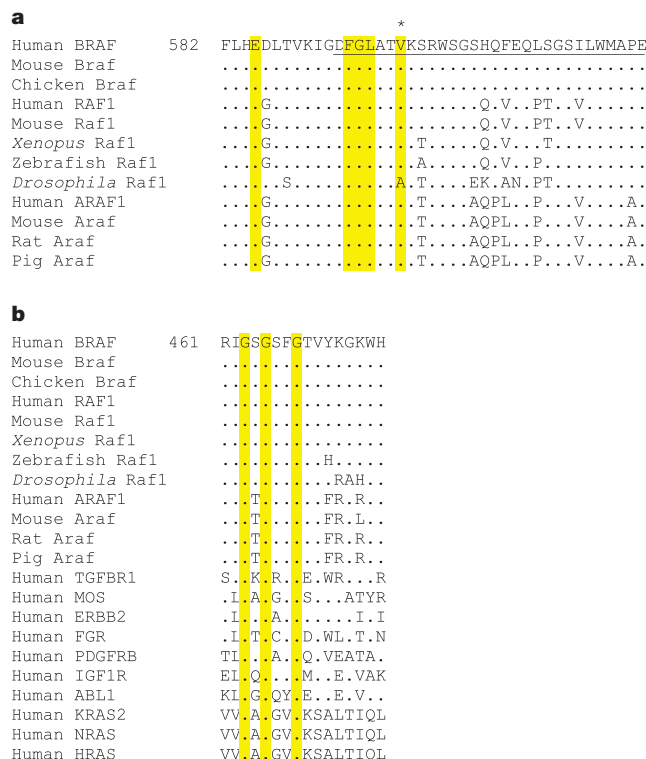 a
*
Human BRAF 582 FLHEDLTVKIGDFGLATVKSRWSGSHQFEQLSGSILWMAPE
Mouse Braf .........................................
Chicken Braf .........................................
Human RAF1 ....G....................Q.V..PT..V......
Mouse Raf1 ....G....................Q.V..PT..V......
Xenopus Raf1 ....G..............T.....Q.V...T.........
Zebrafish Raf1 ....G..............A.....Q.V..P..........
Drosophila Raf1 ......S..........A.T....EK.AN.PT.........
Human ARAF1 ....G..............T....AQPL..P...V....A.
Mouse Araf ....G..............T....AQPL..P...V....A.
Rat Araf ....G..............T....AQPL..P...V....A.
Pig Araf ....G..............T....AQPL..P...V....A.
b
Human BRAF 461 RIGSGSFGTVYKGKWH
Mouse Braf ................
Chicken Braf ................
Human RAF1 ................
Mouse Raf1 ................
Xenopus Raf1 ................
Zebrafish Raf1 ..........H.....
Drosophila Raf1 ...........RAH..
Human ARAF1 ...T......FR.R..
Mouse Araf ...T......FR.L..
Rat Araf ...T......FR.R..
Pig Araf ...T......FR.R..
Human TGFBR1 S..K.R..E.WR...R
Human MOS .L.A.G..S...ATYR
Human ERBB2 .L...A.......I.I
Human FGR .L.T.C..D.WL.T.N
Human PDGFRB TL...A..Q.VEATA.
Human IGF1R EL.Q....M..E.VAK
Human ABL1 KL.G.QY.E..E.V..
Human KRAS2 VV.A.GV.KSALTIQL
Human NRAS VV.A.GV.KSALTIQL
Human HRAS VV.A.GV.KSALTIQL